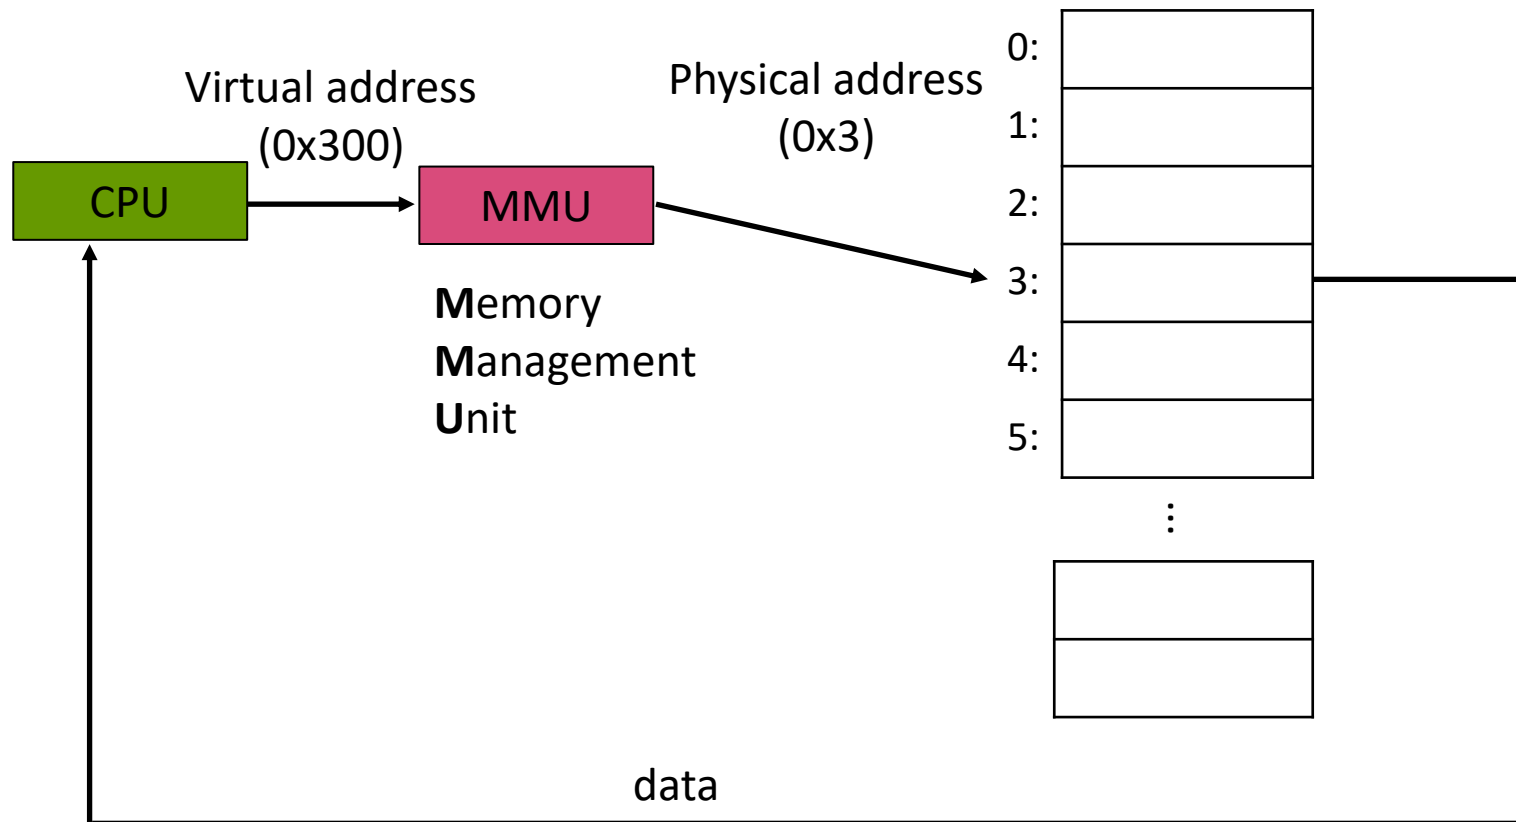 Virtual address
(0x300)
Physical address
(0x3)
CPU
MMU
Memory
Management
Unit
0:
1:
2:
3:
4:
5:
...
data